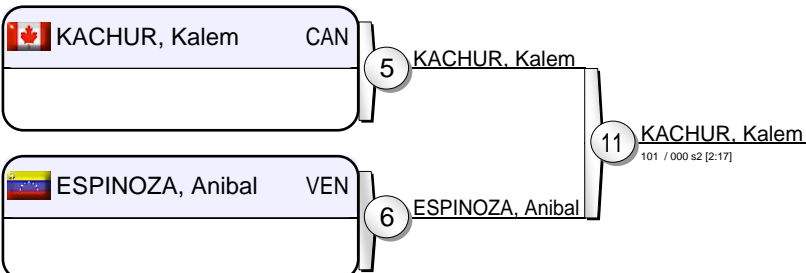 KACHUR, Kalem CAN
5
KACHUR, Kalem
11
KACHUR, Kalem
101 / 000 s2 [2:17]
ESPINOZA, Anibal VEN
6
ESPINOZA, Anibal